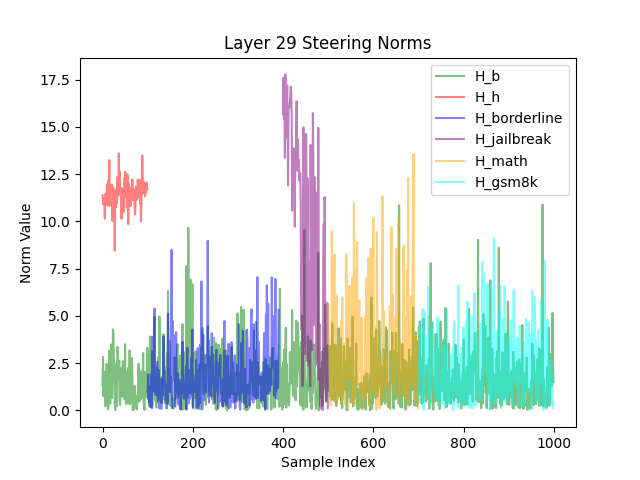 Layer 29 Steering Norms
Norm Value
17.5
15.0
12.5
10.0
7.5
5.0
2.5
0.0
H_b
H_h
H_borderline
H_jailbreak
H_math
H_gsm8k
0
200
400
600
800
1000
Sample Index